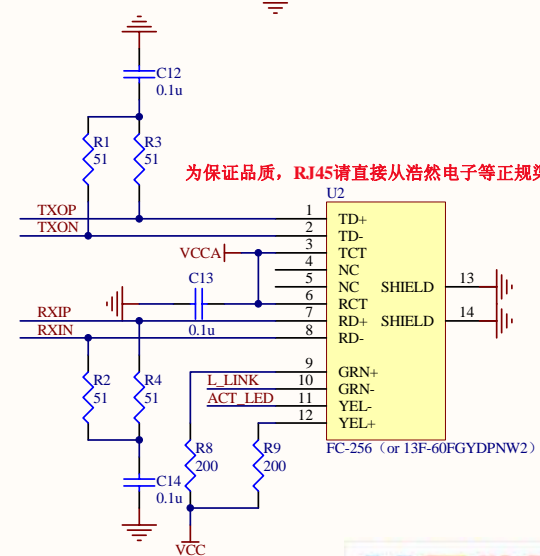 C12
0.1u
R1
51
R3
51
为保证品质，RJ45请直接从浩然电子等正规
U2
TXOP
TXON
1 TD+
2 TD-
VCCA
3 TCT
4 NC
C13
5 NC SHIELD 13
6 RCT
RXIP
0.1u
7 RD+ SHIELD 14
RXIN
8 RD-
9 GRN+
R2
51
R4
51
L_LINK
10 GRN-
ACT_LED
11 YEL-
12 YEL+
R8
200
R9
200
FC-256（or 13F-60FGYDPNW2）
C14
0.1u
VCC